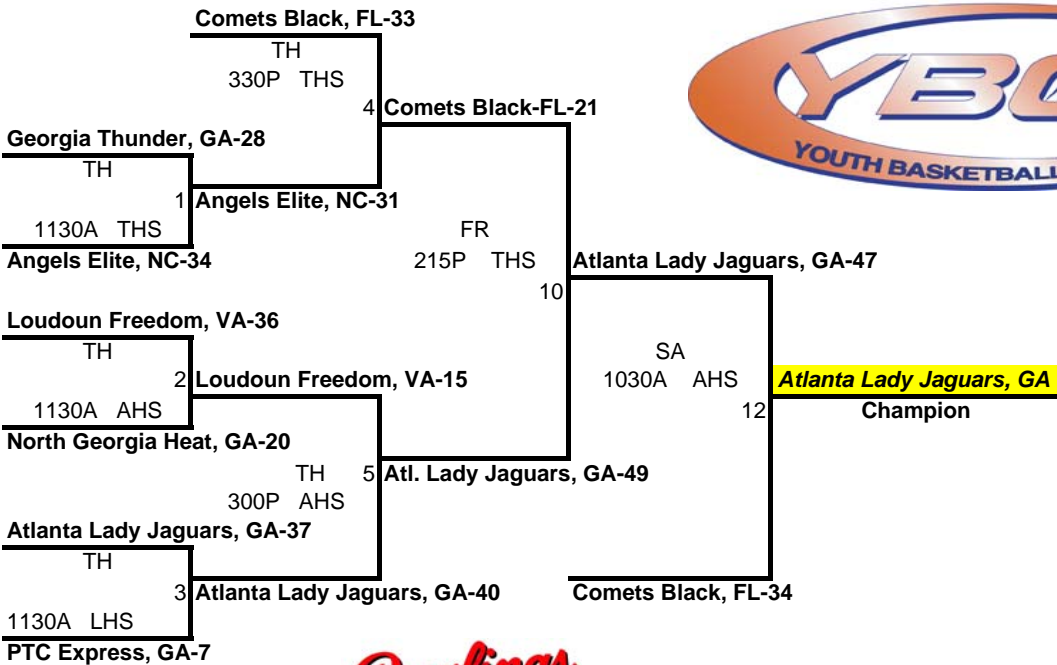 Comets Black, FL-33
TH
330P THS
4 Comets Black-FL-21
Georgia Thunder, GA-28
TH
1 Angels Elite, NC-31
1130A THS
Angels Elite, NC-34
FR
215P THS
Atlanta Lady Jaguars, GA-47
10
Loudoun Freedom, VA-36
TH
2 Loudoun Freedom, VA-15
1130A AHS
North Georgia Heat, GA-20
SA
1030A AHS
Atlanta Lady Jaguars, GA
12 Champion
TH
5 Atl. Lady Jaguars, GA-49
300P AHS
Atlanta Lady Jaguars, GA-37
TH
3 Atlanta Lady Jaguars, GA-40
Comets Black, FL-34
1130A LHS
PTC Express, GA-7
YOUTH BASKETBALL